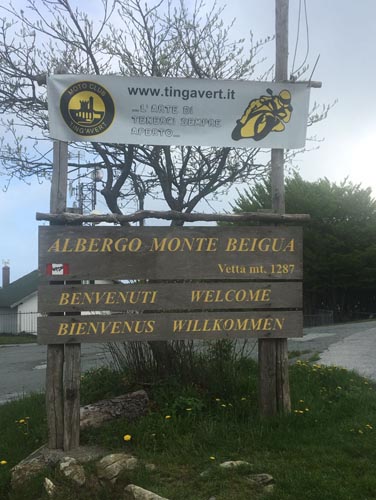 MOTO CLUB
TINGAVERT
www.tingavert.it
...L'ARTE DI
TENERCI SEMPRE
APERTO...
ALBERGO MONTE BEIGUA
Vetta mt. 1287
BENVENUTI WELCOME
BIENVENUS WILLKOMMEN